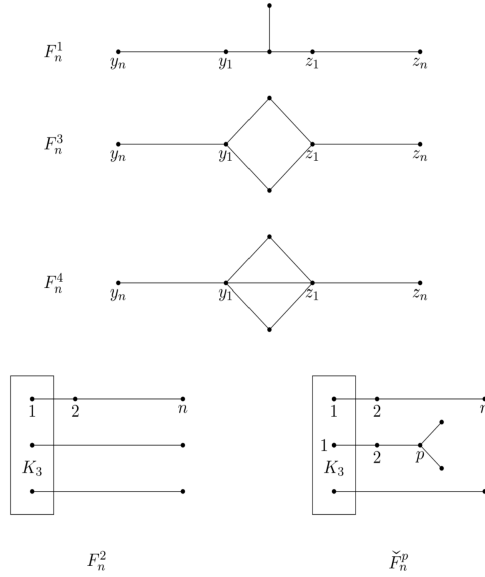 F_n^1
y_n y_1 z_1 z_n
F_n^3
y_n y_1 z_1 z_n
F_n^4
y_n y_1 z_1 z_n
1 2 n 1 2 n
1 2 p
K_3 K_3
F_n^2 F̌_n^p